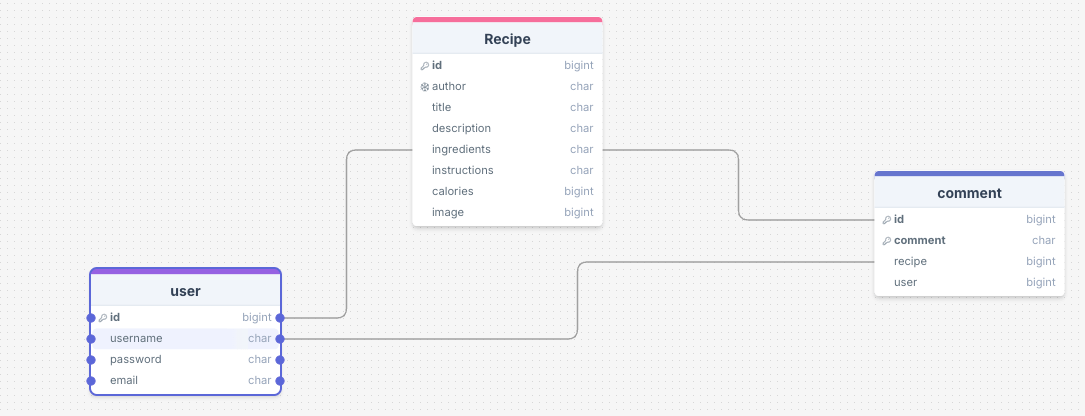 Recipe
id bigint
author char
title char
description char
ingredients char
instructions char
calories bigint
image bigint
comment
id bigint
comment char
recipe bigint
user bigint
user
id bigint
username char
password char
email char